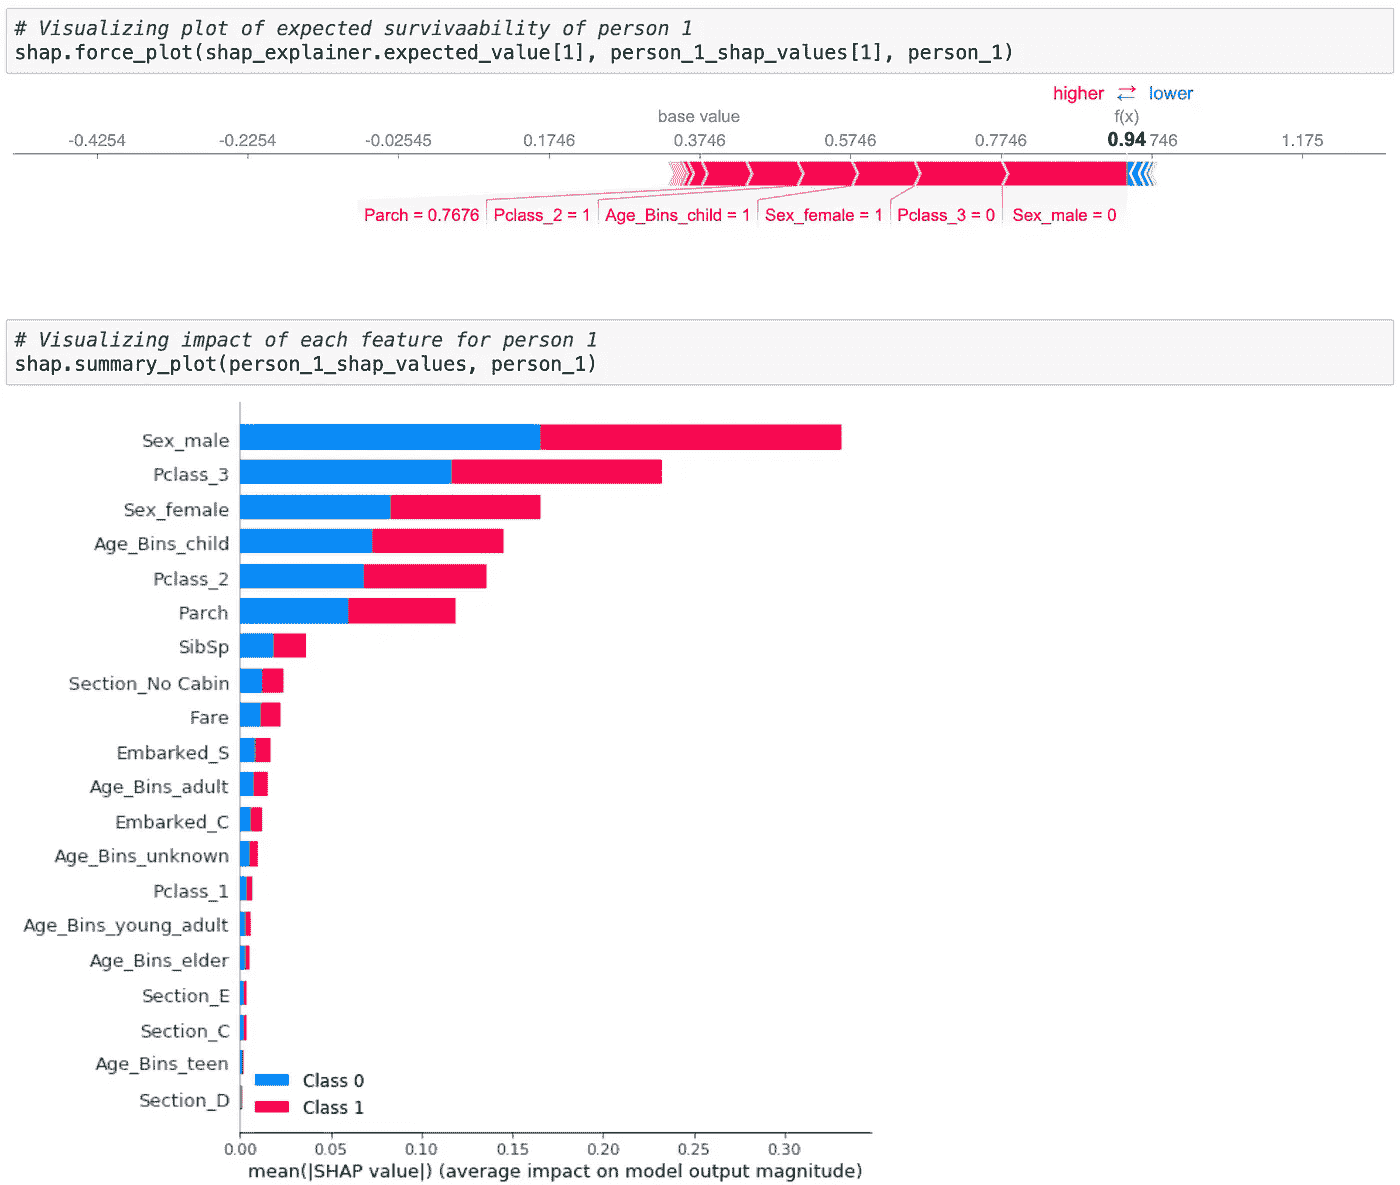 # Visualizing plot of expected survivaability of person 1
shap.force_plot(shap_explainer.expected_value[1], person_1_shap_values[1], person_1)
higher ⇄ lower
base value f(x)
-0.4254 -0.2254 -0.02545 0.1746 0.3746 0.5746 0.7746 0.94 746 1.175
Parch = 0.7676 Pclass_2 = 1 Age_Bins_child = 1 Sex_female = 1 Pclass_3 = 0 Sex_male = 0
# Visualizing impact of each feature for person 1
shap.summary_plot(person_1_shap_values, person_1)
Sex_male
Pclass_3
Sex_female
Age_Bins_child
Pclass_2
Parch
SibSp
Section_No Cabin
Fare
Embarked_S
Age_Bins_adult
Embarked_C
Age_Bins_unknown
Pclass_1
Age_Bins_young_adult
Age_Bins_elder
Section_E
Section_C
Age_Bins_teen
Section_D
Class 0
Class 1
0.00 0.05 0.10 0.15 0.20 0.25 0.30
mean(|SHAP value|) (average impact on model output magnitude)